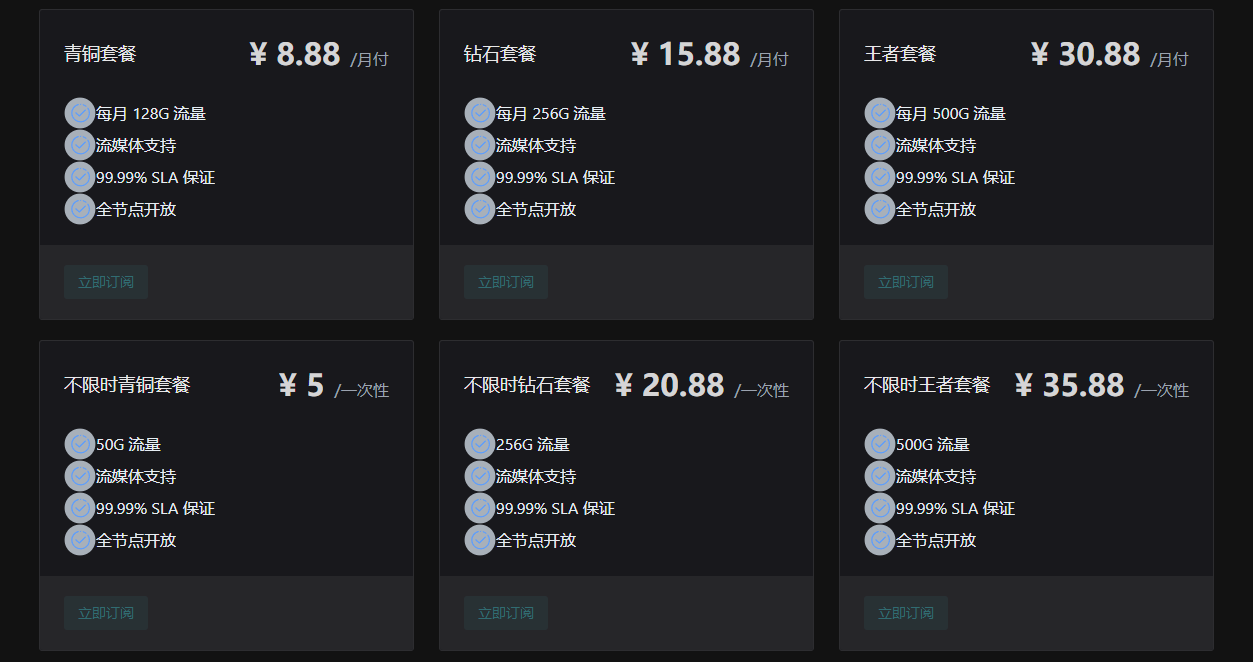 青铜套餐 ¥ 8.88 /月付
每月 128G 流量
流媒体支持
99.99% SLA 保证
全节点开放
立即订阅
钻石套餐 ¥ 15.88 /月付
每月 256G 流量
流媒体支持
99.99% SLA 保证
全节点开放
立即订阅
王者套餐 ¥ 30.88 /月付
每月 500G 流量
流媒体支持
99.99% SLA 保证
全节点开放
立即订阅
不限时青铜套餐 ¥ 5 /一次性
50G 流量
流媒体支持
99.99% SLA 保证
全节点开放
立即订阅
不限时钻石套餐 ¥ 20.88 /一次性
256G 流量
流媒体支持
99.99% SLA 保证
全节点开放
立即订阅
不限时王者套餐 ¥ 35.88 /一次性
500G 流量
流媒体支持
99.99% SLA 保证
全节点开放
立即订阅